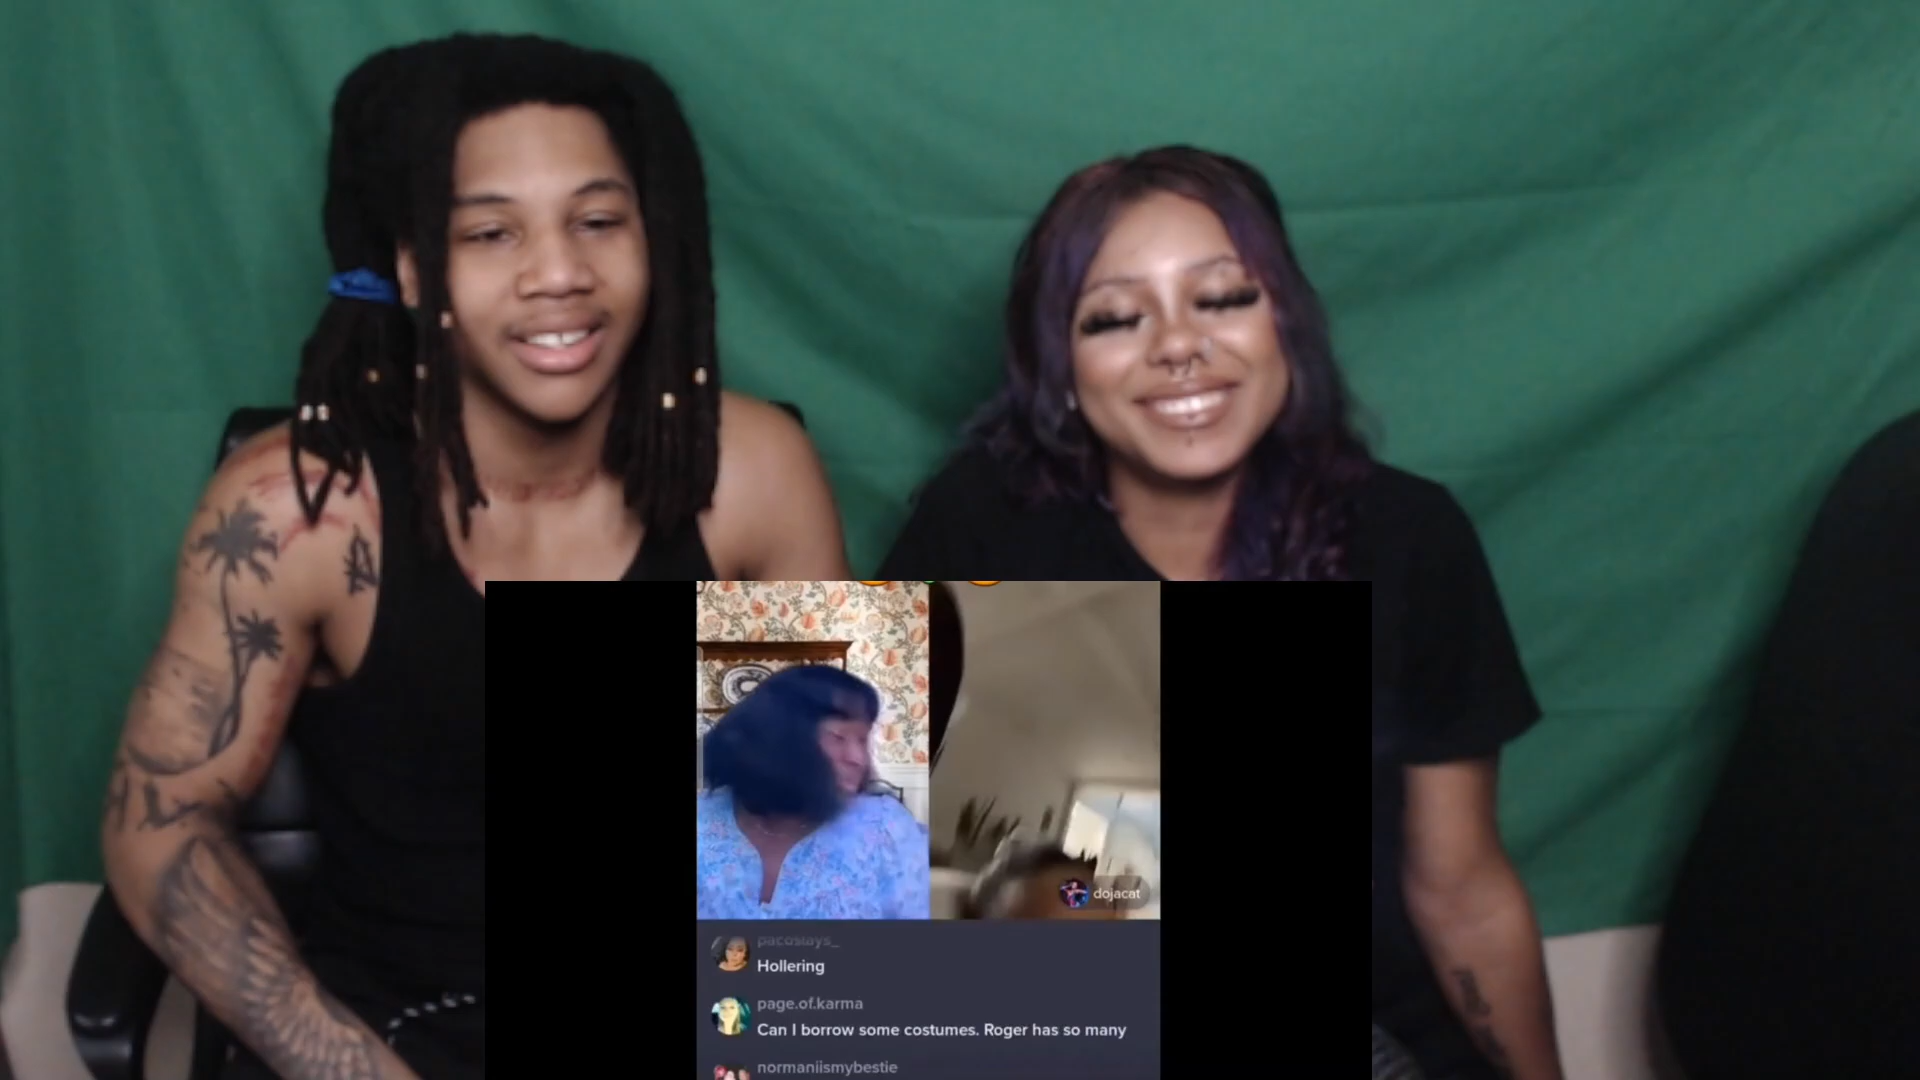 dojacat
pacoslays_
Hollering
page.of.karma
Can I borrow some costumes. Roger has so many
normaniismybestie